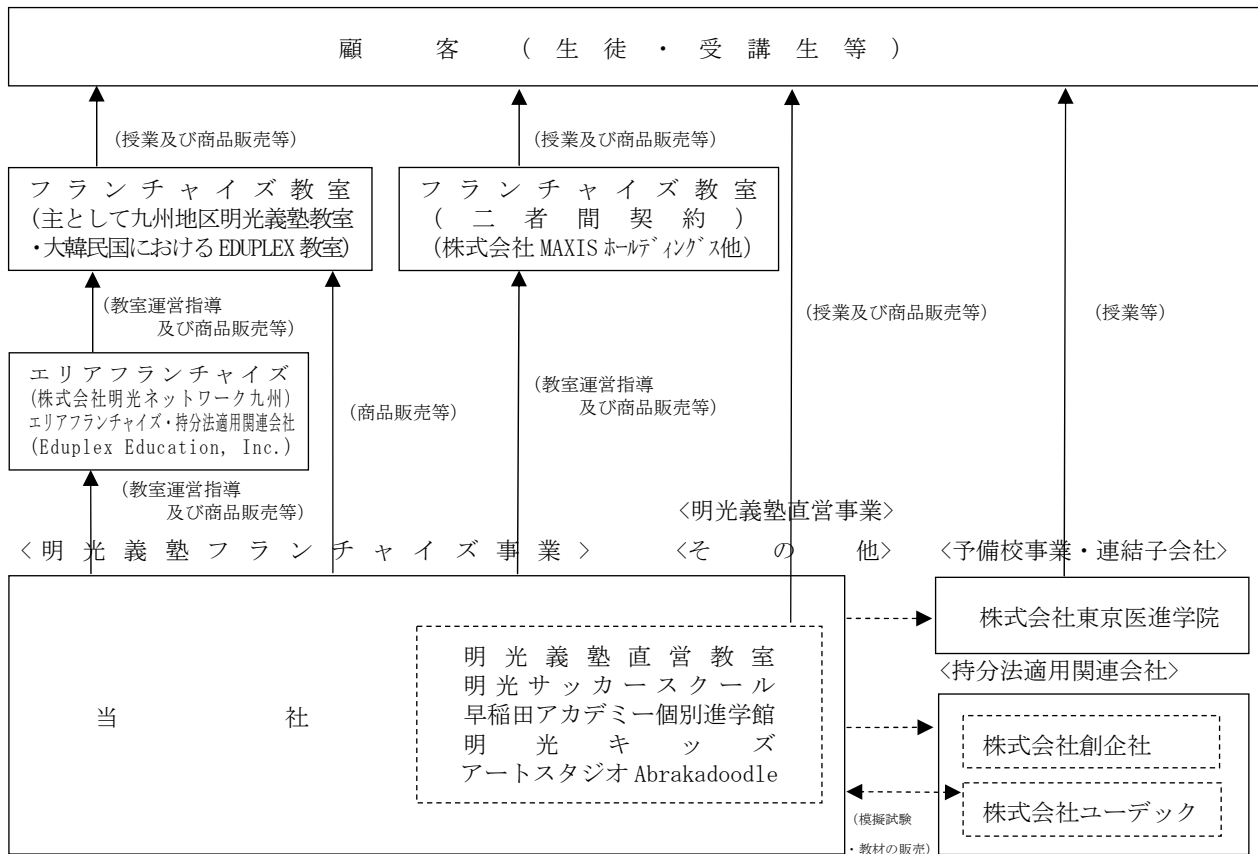 顧客(生徒・受講生等)
(授業及び商品販売等)
(授業及び商品販売等)
フランチャイズ教室
(主として九州地区明光義塾教室
・大韓民国におけるEDUPLEX教室)
フランチャイズ教室
(二者間契約)
(株式会社MAXISホールディングス他)
(教室運営指導
及び商品販売等)
(授業及び商品販売等)
(授業等)
エリアフランチャイズ
(株式会社明光ネットワーク九州)
エリアフランチャイズ・持分法適用関連会社
(Eduplex Education, Inc.)
(商品販売等)
(教室運営指導
及び商品販売等)
(教室運営指導
及び商品販売等)
<明光義塾直営事業>
<明光義塾フランチャイズ事業>
<その他>
<予備校事業・連結子会社>
当社
明光義塾直営教室
明光サッカースクール
早稲田アカデミー個別進学館
明光キッズ
アートスタジオAbrakadoodle
株式会社東京医進学院
<持分法適用関連会社>
株式会社創企社
株式会社ユーデック
(模擬試験
・教材の販売)